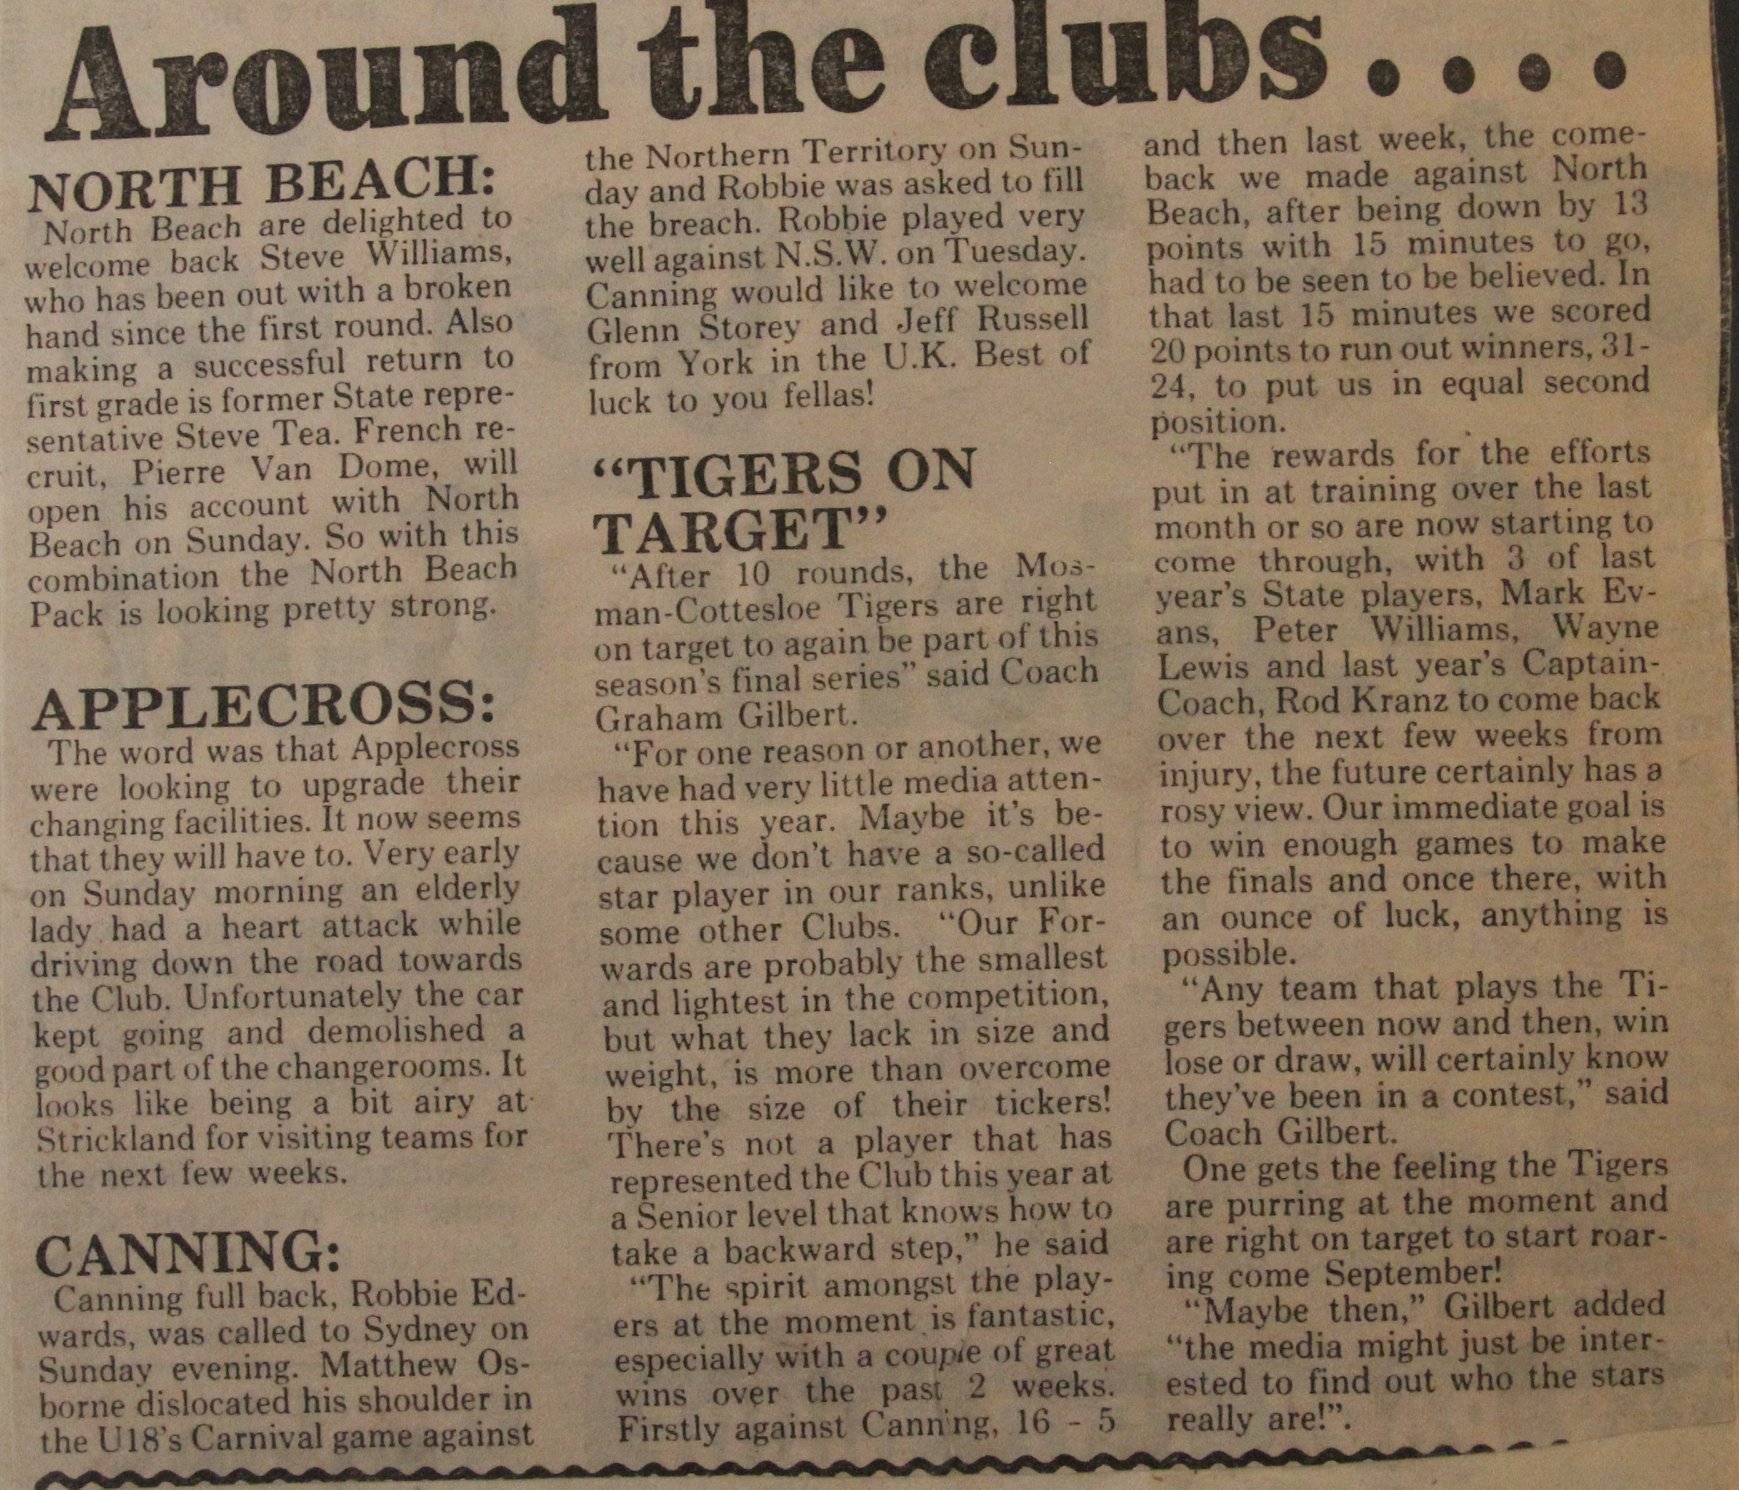 Around the clubs....
NORTH BEACH:
North Beach are delighted to
welcome back Steve Williams,
who has been out with a broken
hand since the first round. Also
making a successful return to
first grade is former State repre-
sentative Steve Tea. French re-
cruit, Pierre Van Dome, will
open his account with North
Beach on Sunday. So with this
combination the North Beach
Pack is looking pretty strong.
APPLECROSS:
The word was that Applecross
were looking to upgrade their
changing facilities. It now seems
that they will have to. Very early
on Sunday morning an elderly
lady had a heart attack while
driving down the road towards
the Club. Unfortunately the car
kept going and demolished a
good part of the changerooms. It
looks like being a bit airy at
Strickland for visiting teams for
the next few weeks.
CANNING:
Canning full back, Robbie Ed-
wards, was called to Sydney on
Sunday evening. Matthew Os-
borne dislocated his shoulder in
the U18's Carnival game against
the Northern Territory on Sun-
day and Robbie was asked to fill
the breach. Robbie played very
well against N.S.W. on Tuesday.
Canning would like to welcome
Glenn Storey and Jeff Russell
from York in the U.K. Best of
luck to you fellas!
"TIGERS ON
TARGET"
"After 10 rounds, the Mos-
man-Cottesloe Tigers are right
on target to again be part of this
season's final series" said Coach
Graham Gilbert.
"For one reason or another, we
have had very little media atten-
tion this year. Maybe it's be-
cause we don't have a so-called
star player in our ranks, unlike
some other Clubs. "Our For-
wards are probably the smallest
and lightest in the competition,
but what they lack in size and
weight, is more than overcome
by the size of their tickers!
There's not a player that has
represented the Club this year at
a Senior level that knows how to
take a backward step," he said
"The spirit amongst the play-
ers at the moment is fantastic,
especially with a couple of great
wins over the past 2 weeks.
Firstly against Canning, 16 - 5
and then last week, the come-
back we made against North
Beach, after being down by 13
points with 15 minutes to go,
had to be seen to be believed. In
that last 15 minutes we scored
20 points to run out winners, 31-
24, to put us in equal second
position.
"The rewards for the efforts
put in at training over the last
month or so are now starting to
come through, with 3 of last
year's State players, Mark Ev-
ans, Peter Williams, Wayne
Lewis and last year's Captain-
Coach, Rod Kranz to come back
over the next few weeks from
injury, the future certainly has a
rosy view. Our immediate goal is
to win enough games to make
the finals and once there, with
an ounce of luck, anything is
possible.
"Any team that plays the Ti-
gers between now and then, win
lose or draw, will certainly know
they've been in a contest," said
Coach Gilbert.
One gets the feeling the Tigers
are purring at the moment and
are right on target to start roar-
ing come September!
"Maybe then," Gilbert added
"the media might just be inter-
ested to find out who the stars
really are!".